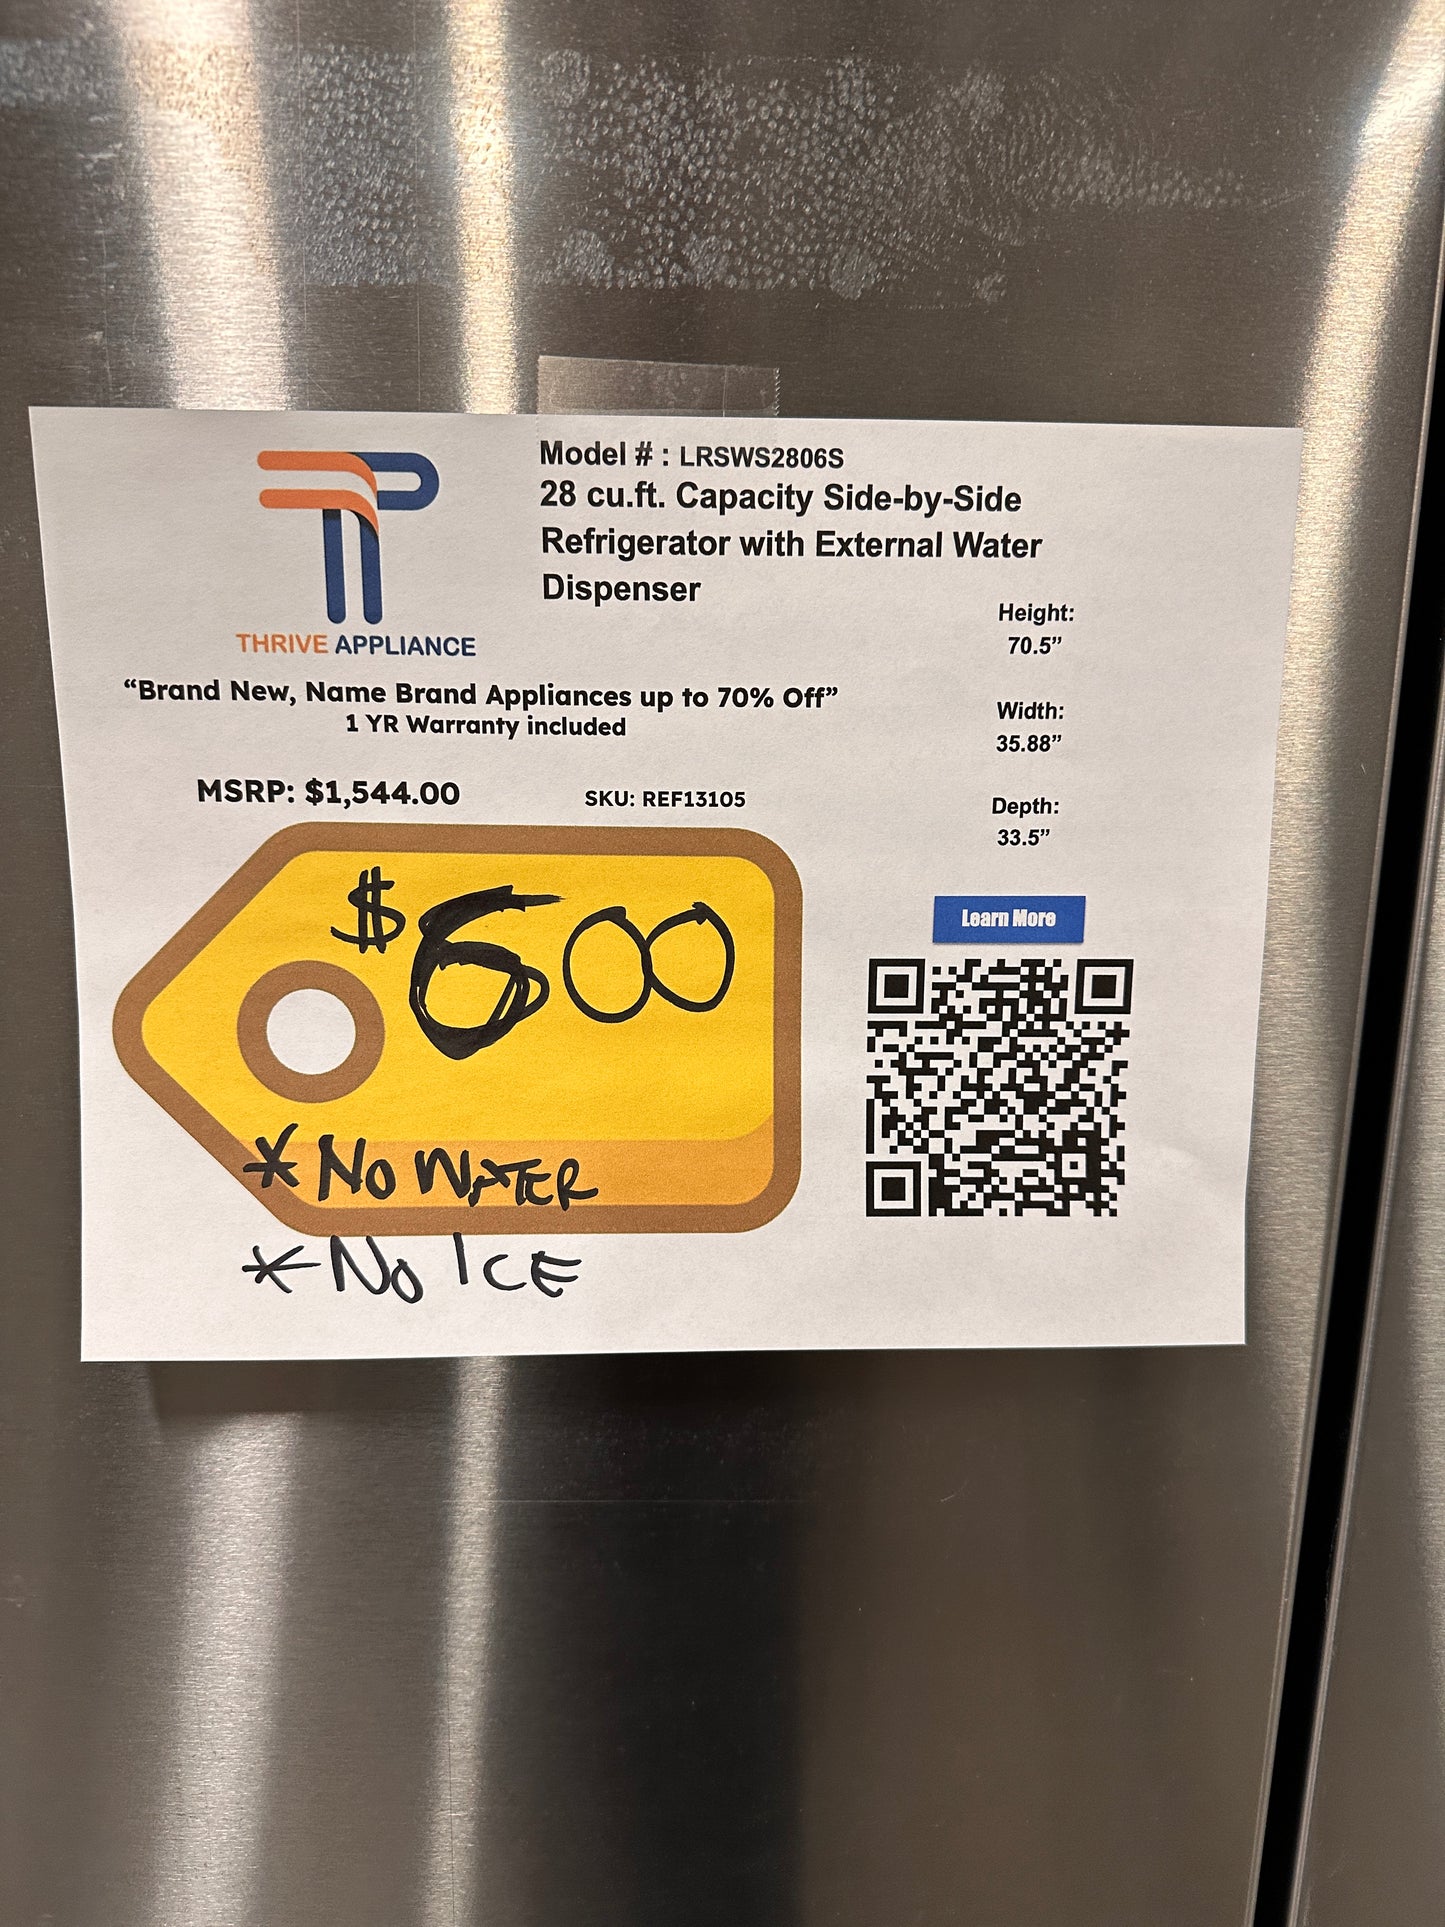 Model # : LRSWS2806S
28 cu.ft. Capacity Side-by-Side
Refrigerator with External Water
Dispenser
THRIVE APPLIANCE
“Brand New, Name Brand Appliances up to 70% Off”
1 YR Warranty included
MSRP: $1,544.00
SKU: REF13105
Height:
70.5”
Width:
35.88”
Depth:
33.5”
Learn More
$600
* NO WATER
* NO ICE